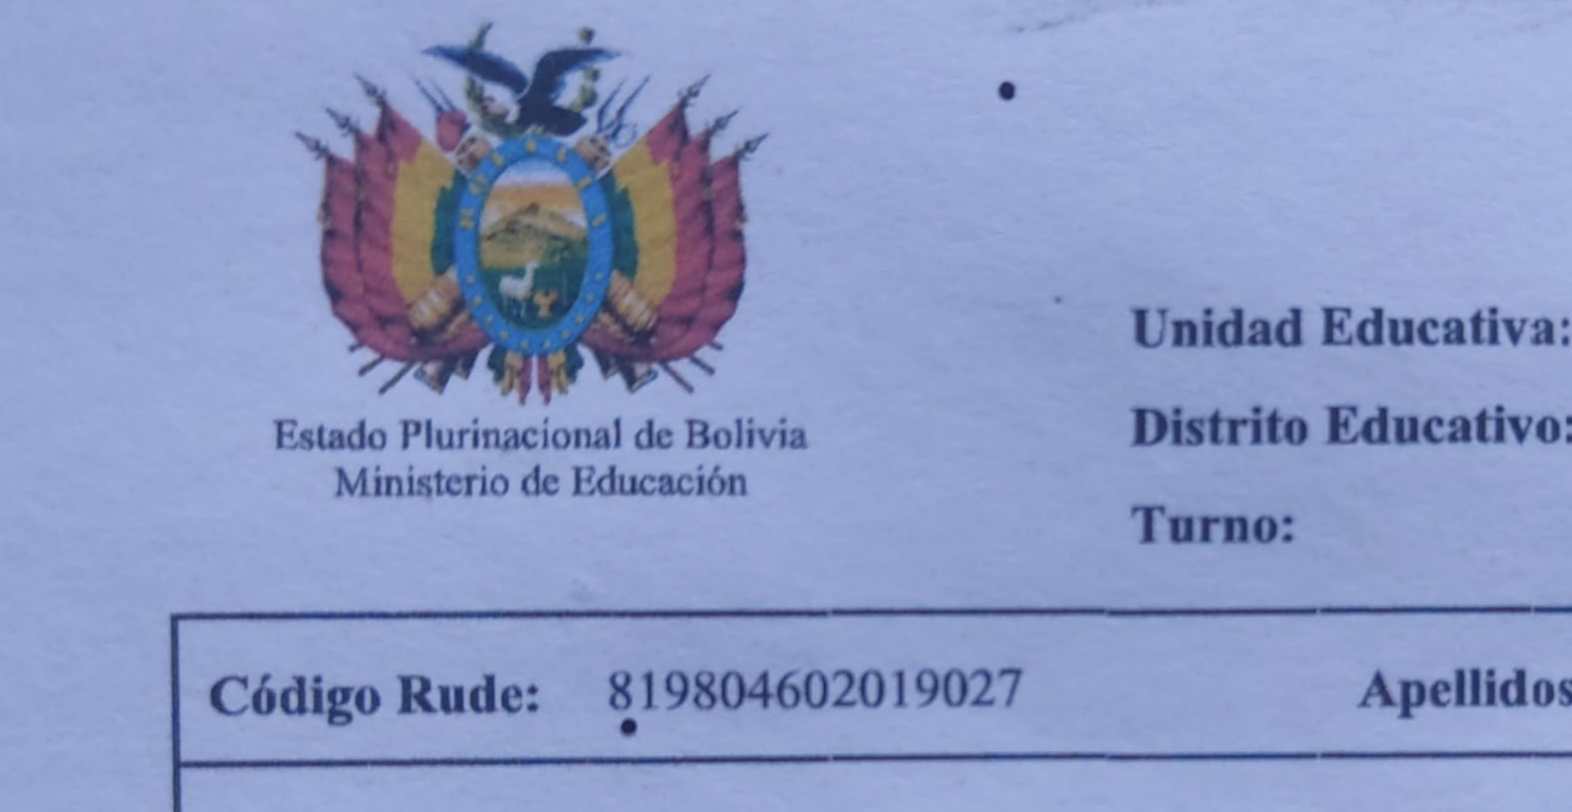 Estado Plurinacional de Bolivia
Ministerio de Educación
Unidad Educativa:
Distrito Educativo:
Turno:
Código Rude: 819804602019027 Apellidos